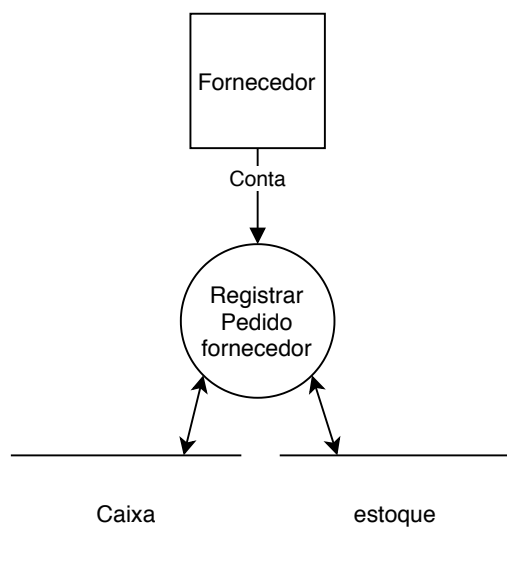 Fornecedor
Conta
Registrar
Pedido
fornecedor
Caixa
estoque